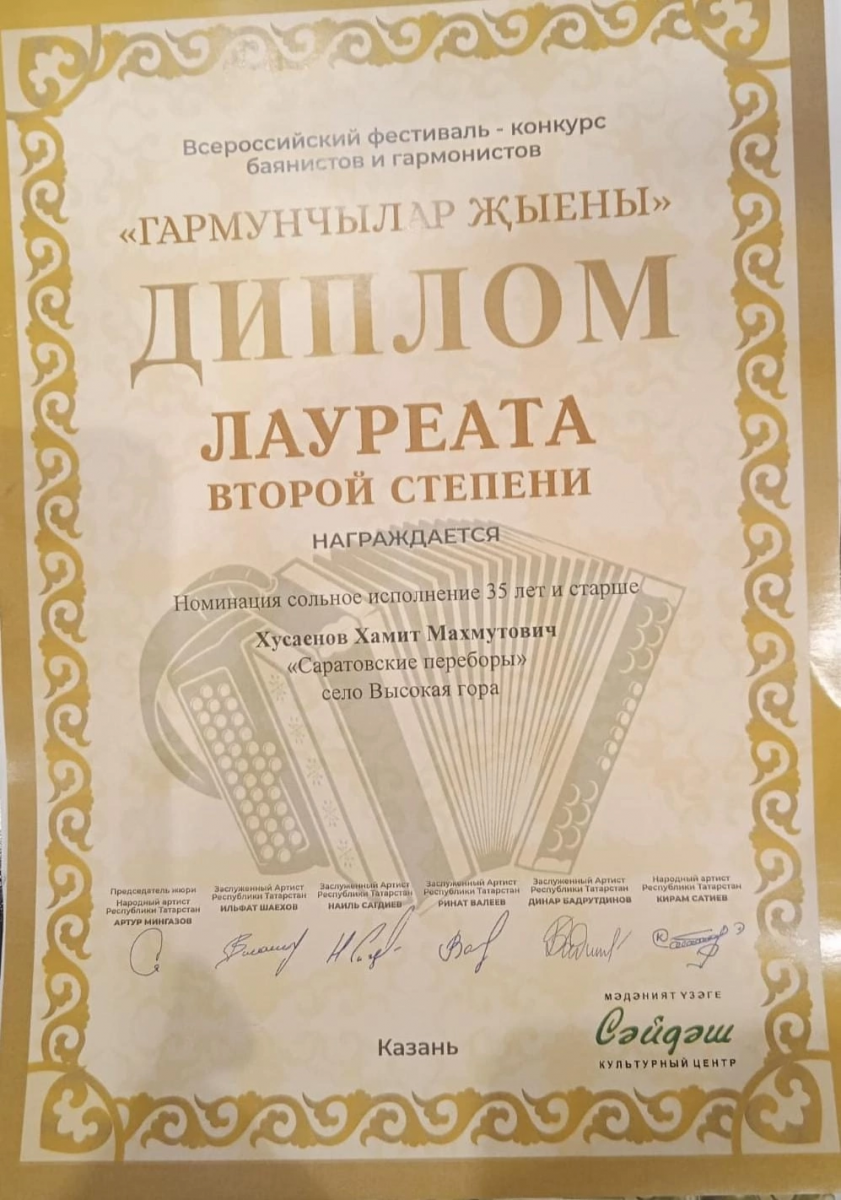 Всероссийский фестиваль - конкурс
баянистов и гармонистов
«ГАРМУНЧЫЛАР ҖЫЕНЫ»
ДИПЛОМ
ЛАУРЕАТА
ВТОРОЙ СТЕПЕНИ
НАГРАЖДАЕТСЯ
Номинация сольное исполнение 35 лет и старше
Хусаенов Хамит Махмутович
«Саратовские переборы»
село Высокая гора
Председатель жюри
Народный артист
Республики Татарстан
АРТУР МИНГАЗОВ
Заслуженный Артист
Республики Татарстан
ИЛЬФАТ ШАЕХОВ
Заслуженный Артист
Республики Татарстан
НАИЛЬ САГДИЕВ
Заслуженный Артист
Республики Татарстан
РИНАТ ВАЛЕЕВ
Заслуженный Артист
Республики Татарстан
ДИНАР БАДРУТДИНОВ
Народный артист
Республики Татарстан
КИРАМ САТИЕВ
Казань
МӘДӘНИЯТ ҮЗӘГЕ
Сәйдәш
КУЛЬТУРНЫЙ ЦЕНТР